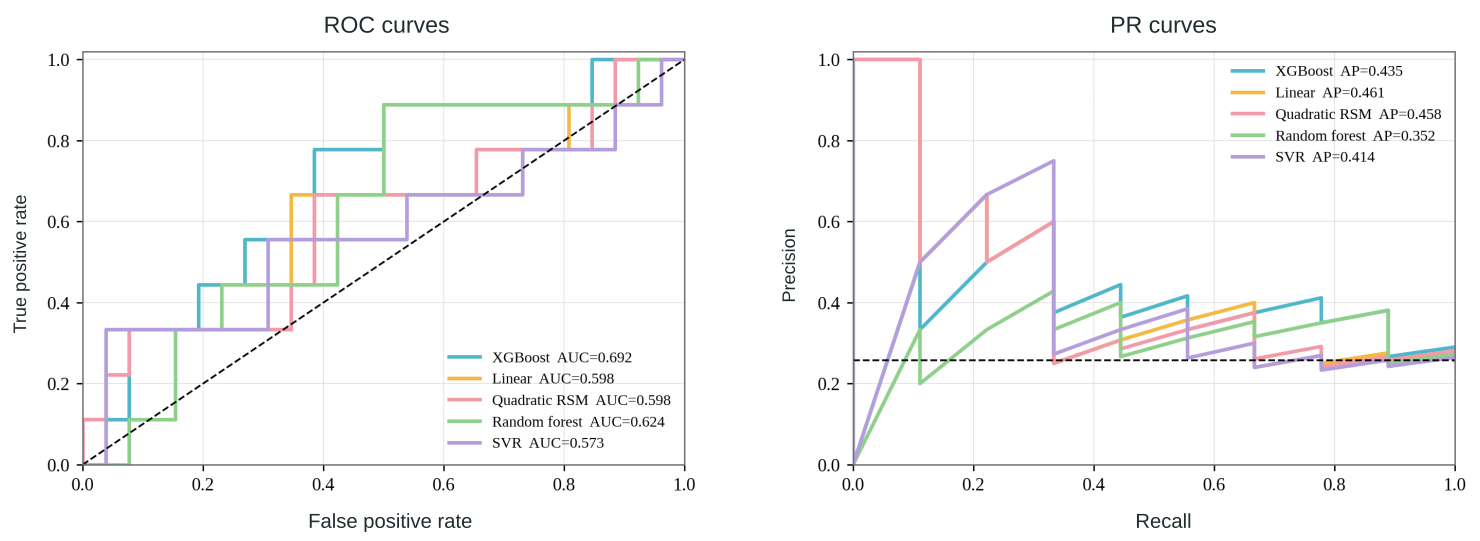 ROC curves
True positive rate
1.0
0.8
0.6
0.4
0.2
0.0
XGBoost AUC=0.692
Linear AUC=0.598
Quadratic RSM AUC=0.598
Random forest AUC=0.624
SVR AUC=0.573
0.0 0.2 0.4 0.6 0.8 1.0
False positive rate
PR curves
Precision
1.0
0.8
0.6
0.4
0.2
0.0
XGBoost AP=0.435
Linear AP=0.461
Quadratic RSM AP=0.458
Random forest AP=0.352
SVR AP=0.414
0.0 0.2 0.4 0.6 0.8 1.0
Recall